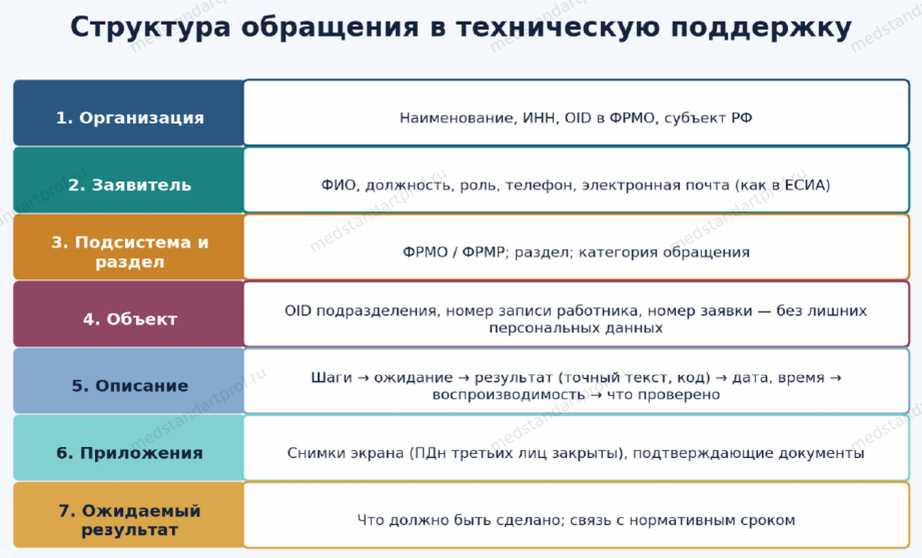 Структура обращения в техническую поддержку
1. Организация
Наименование, ИНН, OID в ФРМО, субъект РФ
2. Заявитель
ФИО, должность, роль, телефон, электронная почта (как в ЕСИА)
3. Подсистема и
раздел
ФРМО / ФРМР; раздел; категория обращения
4. Объект
OID подразделения, номер записи работника, номер заявки — без лишних
персональных данных
5. Описание
Шаги → ожидание → результат (точный текст, код) → дата, время →
воспроизводимость → что проверено
6. Приложения
Снимки экрана (ПДн третьих лиц закрыты), подтверждающие документы
7. Ожидаемый
результат
Что должно быть сделано; связь с нормативным сроком
medstandartprof.ru